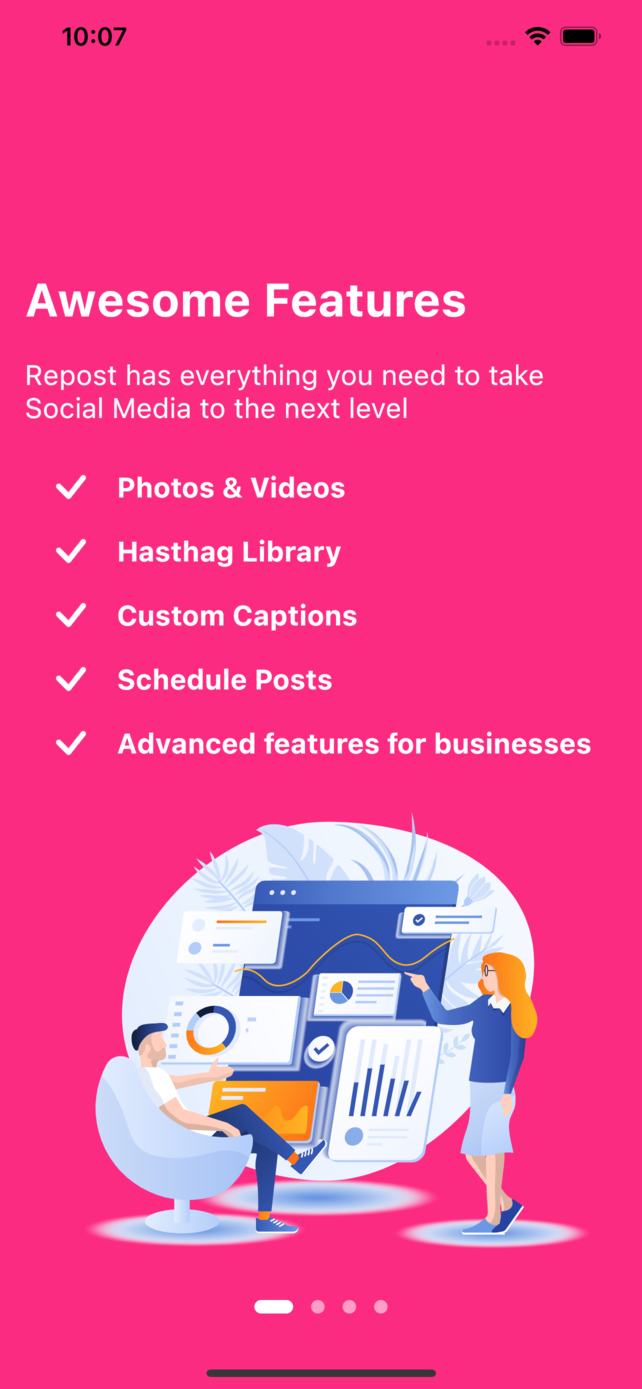 10:07
Awesome Features
Repost has everything you need to take
Social Media to the next level
Photos & Videos
Hasthag Library
Custom Captions
Schedule Posts
Advanced features for businesses